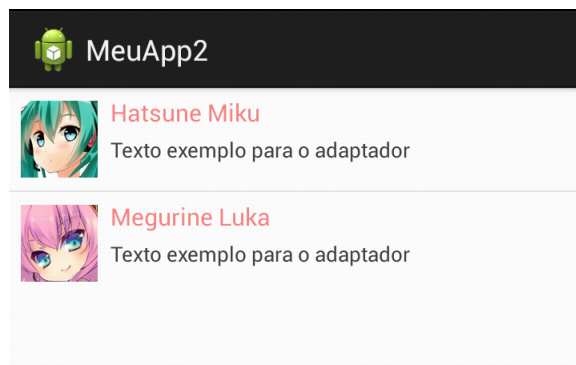 MeuApp2
Hatsune Miku
Texto exemplo para o adaptador
Megurine Luka
Texto exemplo para o adaptador